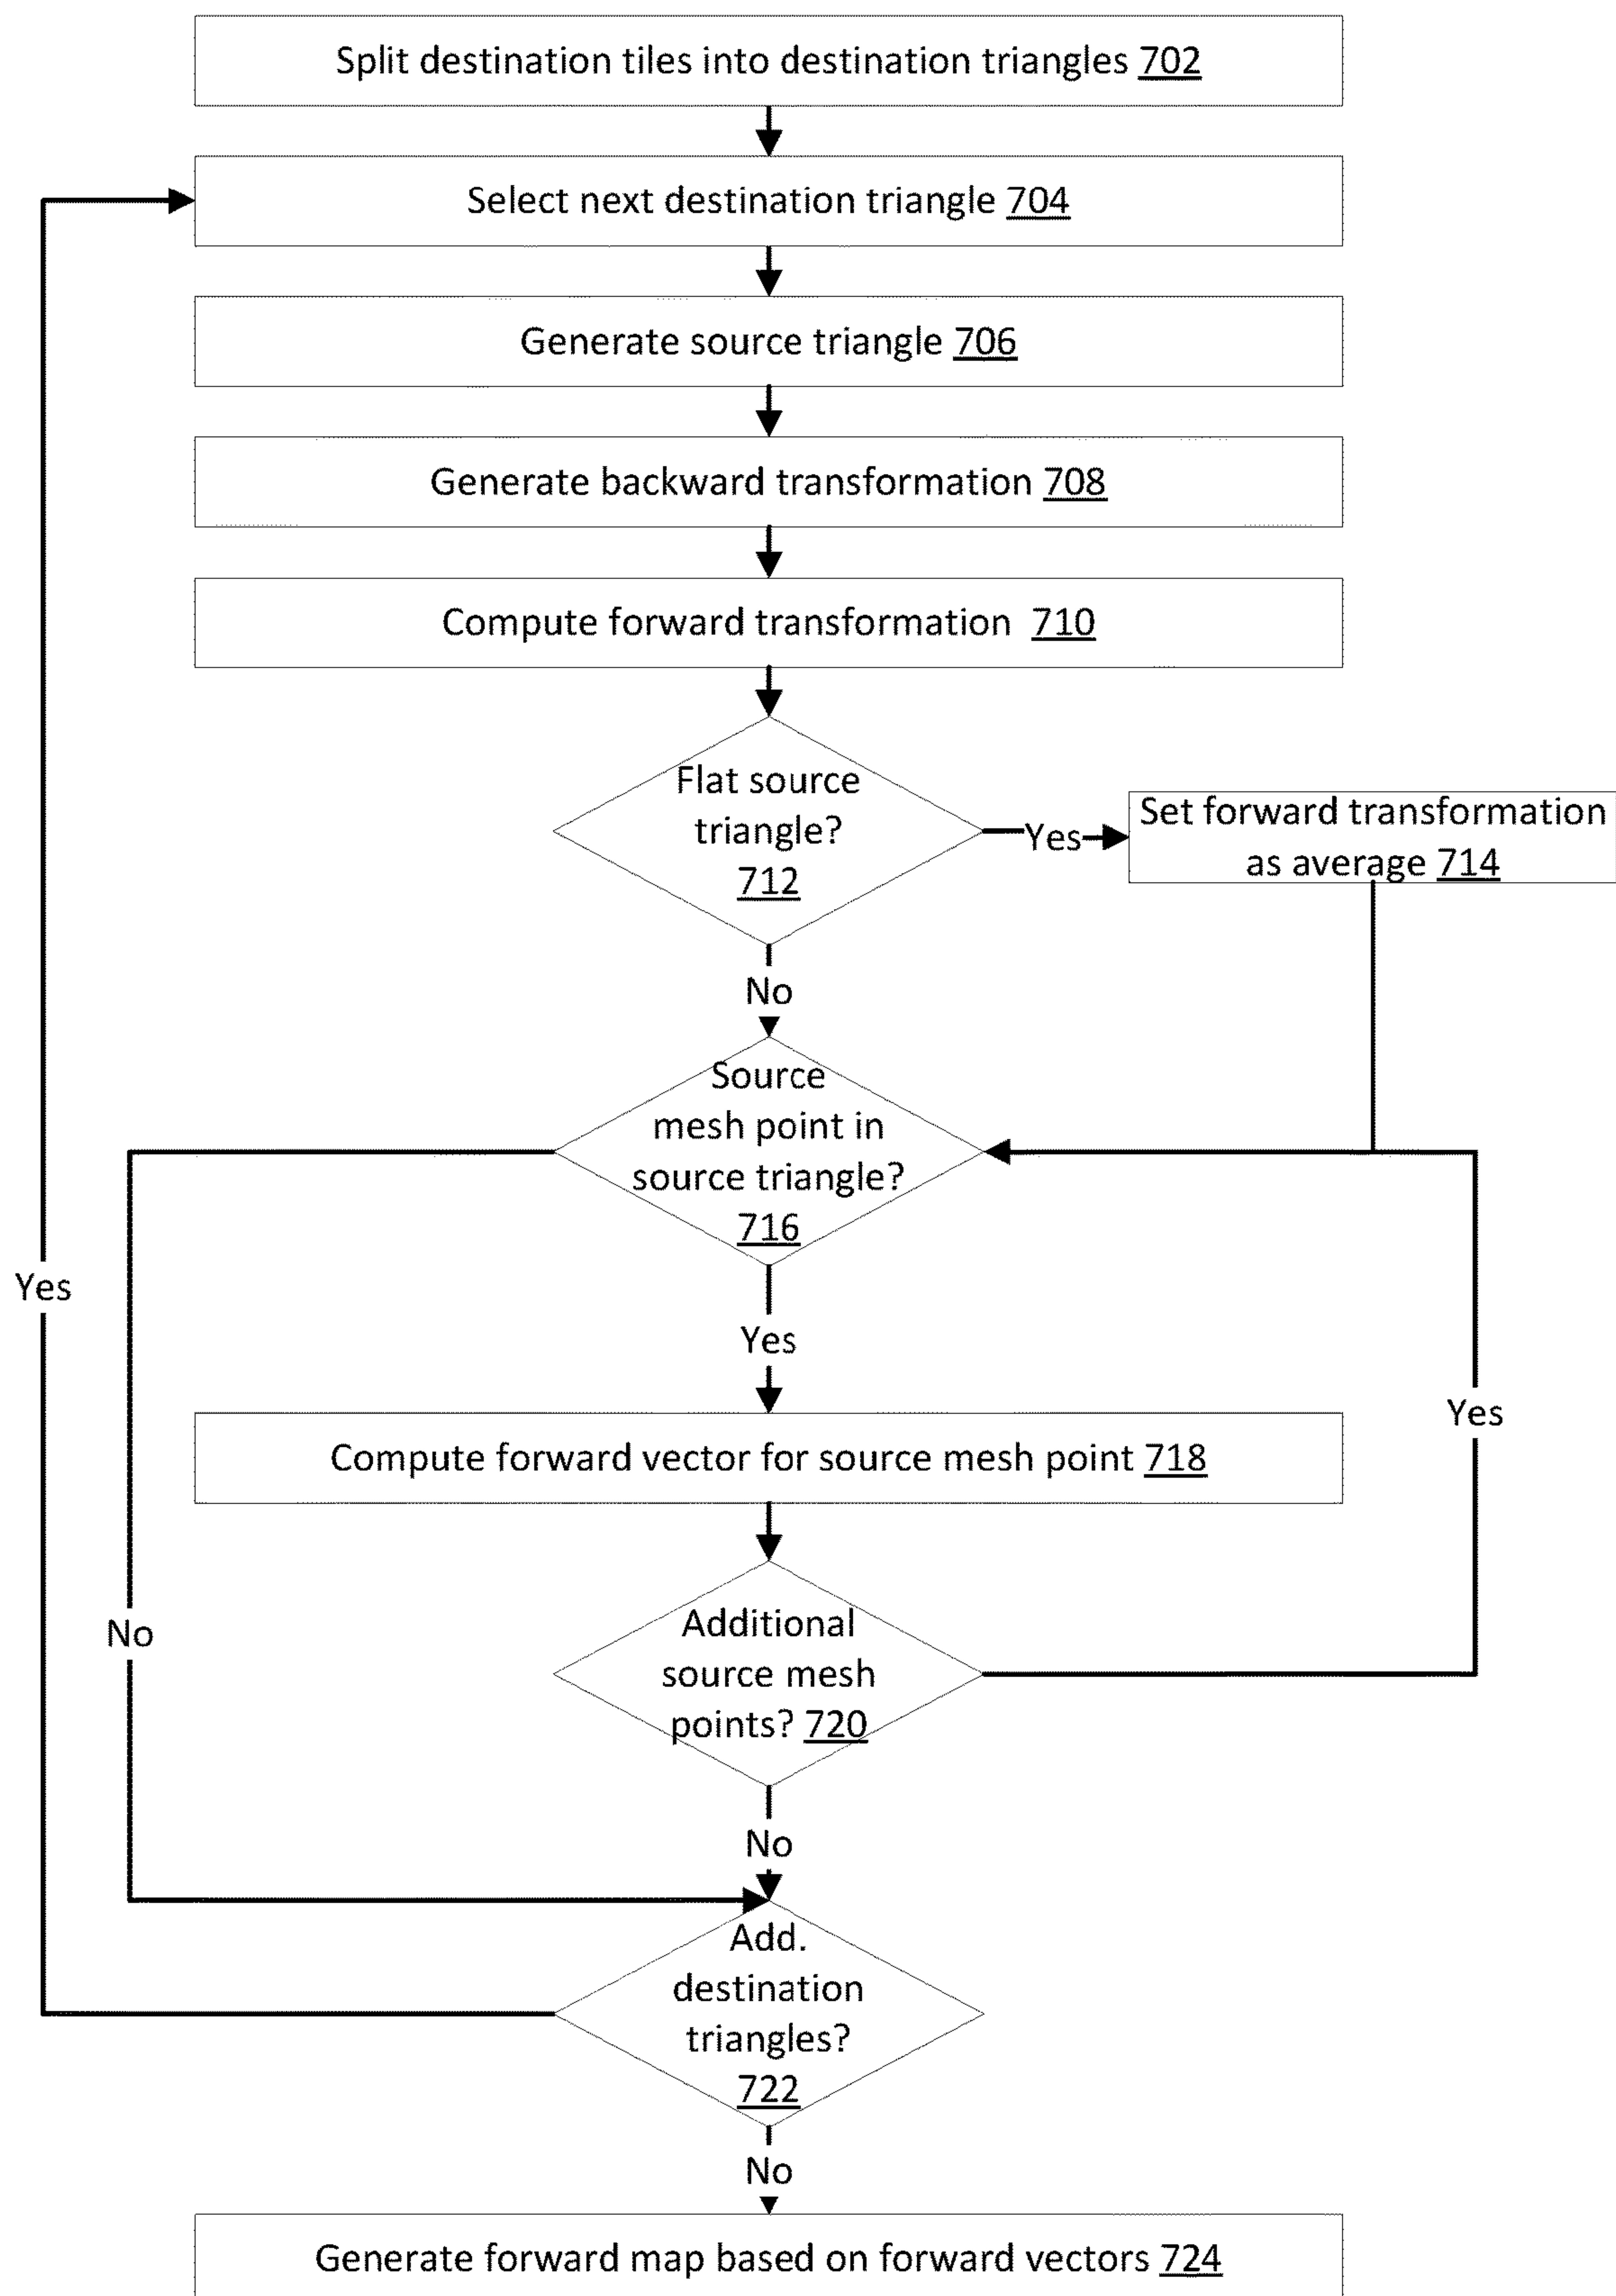 Split destination tiles into destination triangles 702
Select next destination triangle 704
Generate source triangle 706
Generate backward transformation 708
Compute forward transformation 710
Flat source
triangle?
712
Yes
Set forward transformation
as average 714
No
Source
mesh point in
source triangle?
716
Yes
Yes
Compute forward vector for source mesh point 718
Yes
Additional
source mesh
points? 720
No
No
Add.
destination
triangles?
722
No
Generate forward map based on forward vectors 724